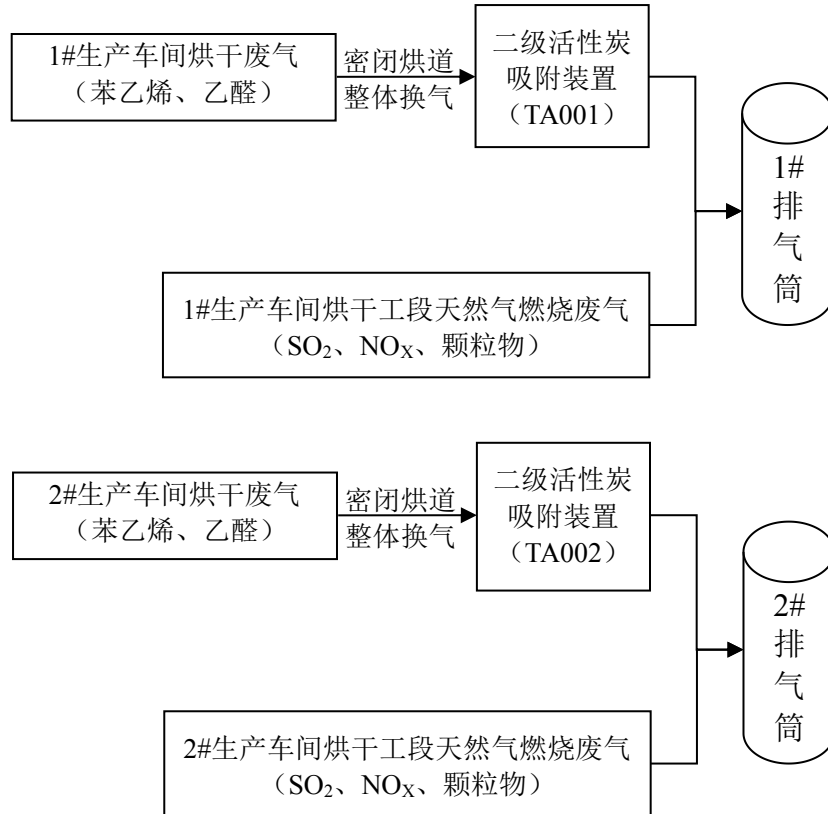 1#生产车间烘干废气
（苯乙烯、乙醛）
密闭烘道
整体换气
二级活性炭
吸附装置
（TA001）
1#
排
气
筒
1#生产车间烘干工段天然气燃烧废气
（SO₂、NOX、颗粒物）
2#生产车间烘干废气
（苯乙烯、乙醛）
密闭烘道
整体换气
二级活性炭
吸附装置
（TA002）
2#
排
气
筒
2#生产车间烘干工段天然气燃烧废气
（SO₂、NOX、颗粒物）